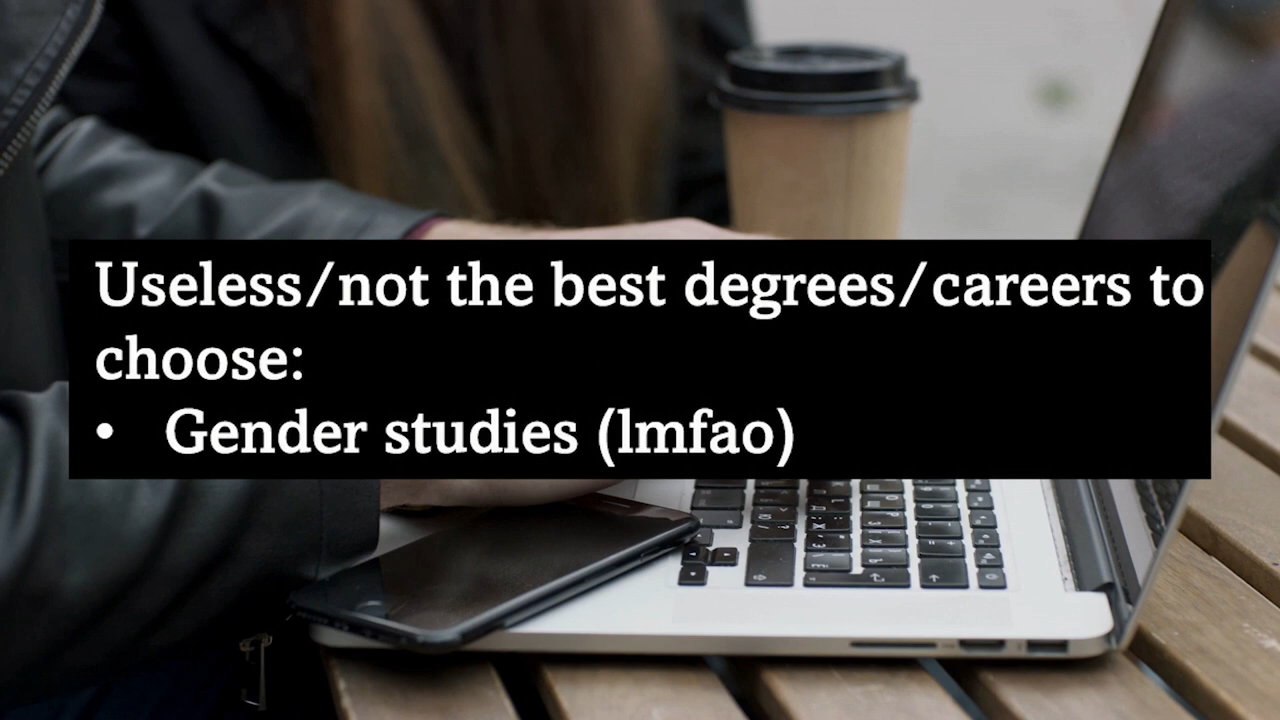 Useless/not the best degrees/careers to
choose:
• Gender studies (lmfao)